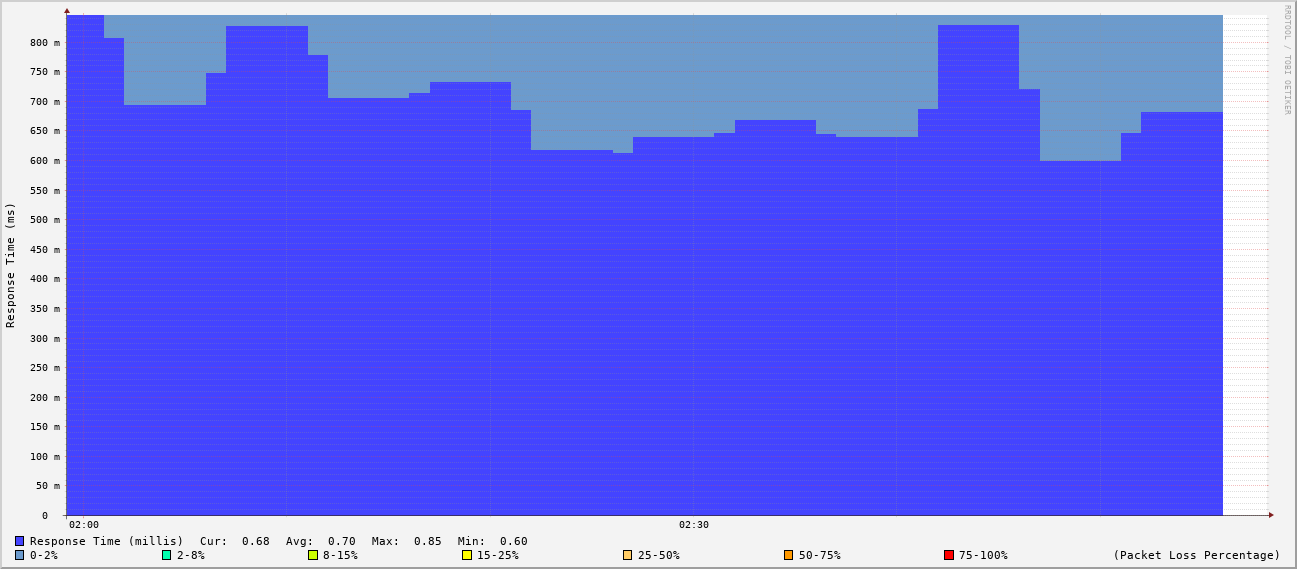 RRDTOOL / TOBI OETIKER
Response Time (ms)
800 m
750 m
700 m
650 m
600 m
550 m
500 m
450 m
400 m
350 m
300 m
250 m
200 m
150 m
100 m
50 m
0
02:00 02:30
Response Time (millis) Cur: 0.68 Avg: 0.70 Max: 0.85 Min: 0.60
0-2% 2-8% 8-15% 15-25% 25-50% 50-75% 75-100% (Packet Loss Percentage)